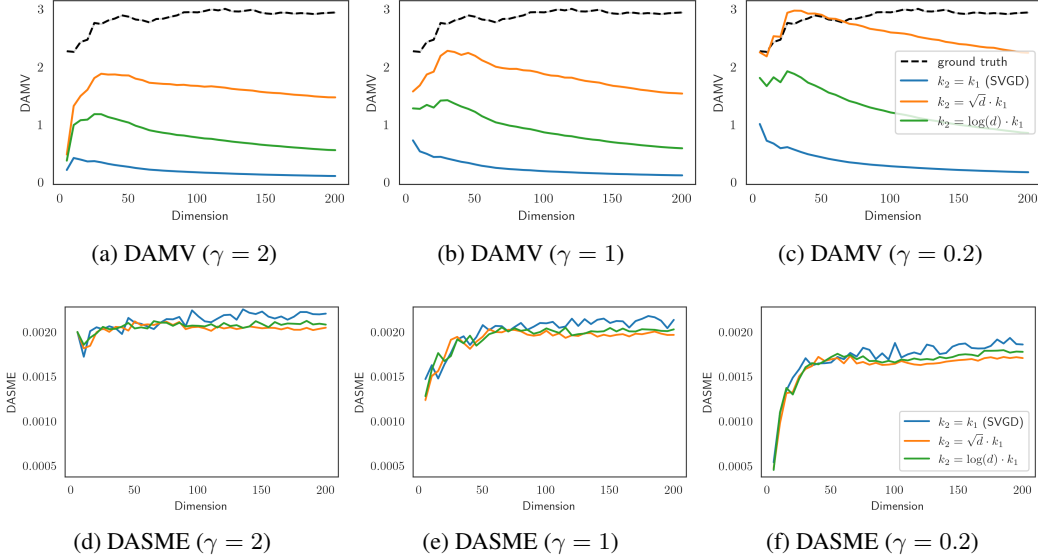 3
2
1
0
DAMV
0 50 100 150 200
Dimension
(a) DAMV (γ = 2)
3
2
1
0
DAMV
0 50 100 150 200
Dimension
(b) DAMV (γ = 1)
3
2
1
0
DAMV
0 50 100 150 200
Dimension
ground truth
k₂ = k₁ (SVGD)
k₂ = √d · k₁
k₂ = log(d) · k₁
(c) DAMV (γ = 0.2)
0.0020
0.0015
0.0010
0.0005
DASME
0 50 100 150 200
Dimension
(d) DASME (γ = 2)
0.0020
0.0015
0.0010
0.0005
DASME
0 50 100 150 200
Dimension
(e) DASME (γ = 1)
0.0020
0.0015
0.0010
0.0005
DASME
0 50 100 150 200
Dimension
k₂ = k₁ (SVGD)
k₂ = √d · k₁
k₂ = log(d) · k₁
(f) DASME (γ = 0.2)